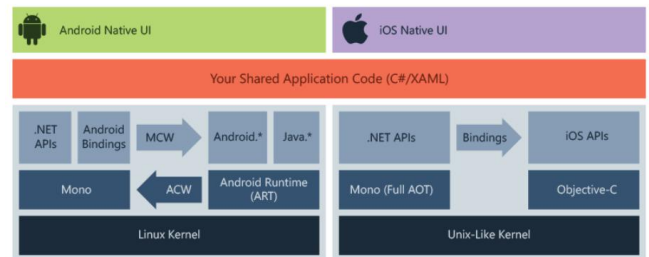 Android Native UI
iOS Native UI
Your Shared Application Code (C#/XAML)
.NET
APIs
Android
Bindings
MCW
Android.*
Java.*
.NET APIs
Bindings
iOS APIs
Mono
ACW
Android Runtime
(ART)
Mono (Full AOT)
Objective-C
Linux Kernel
Unix-Like Kernel